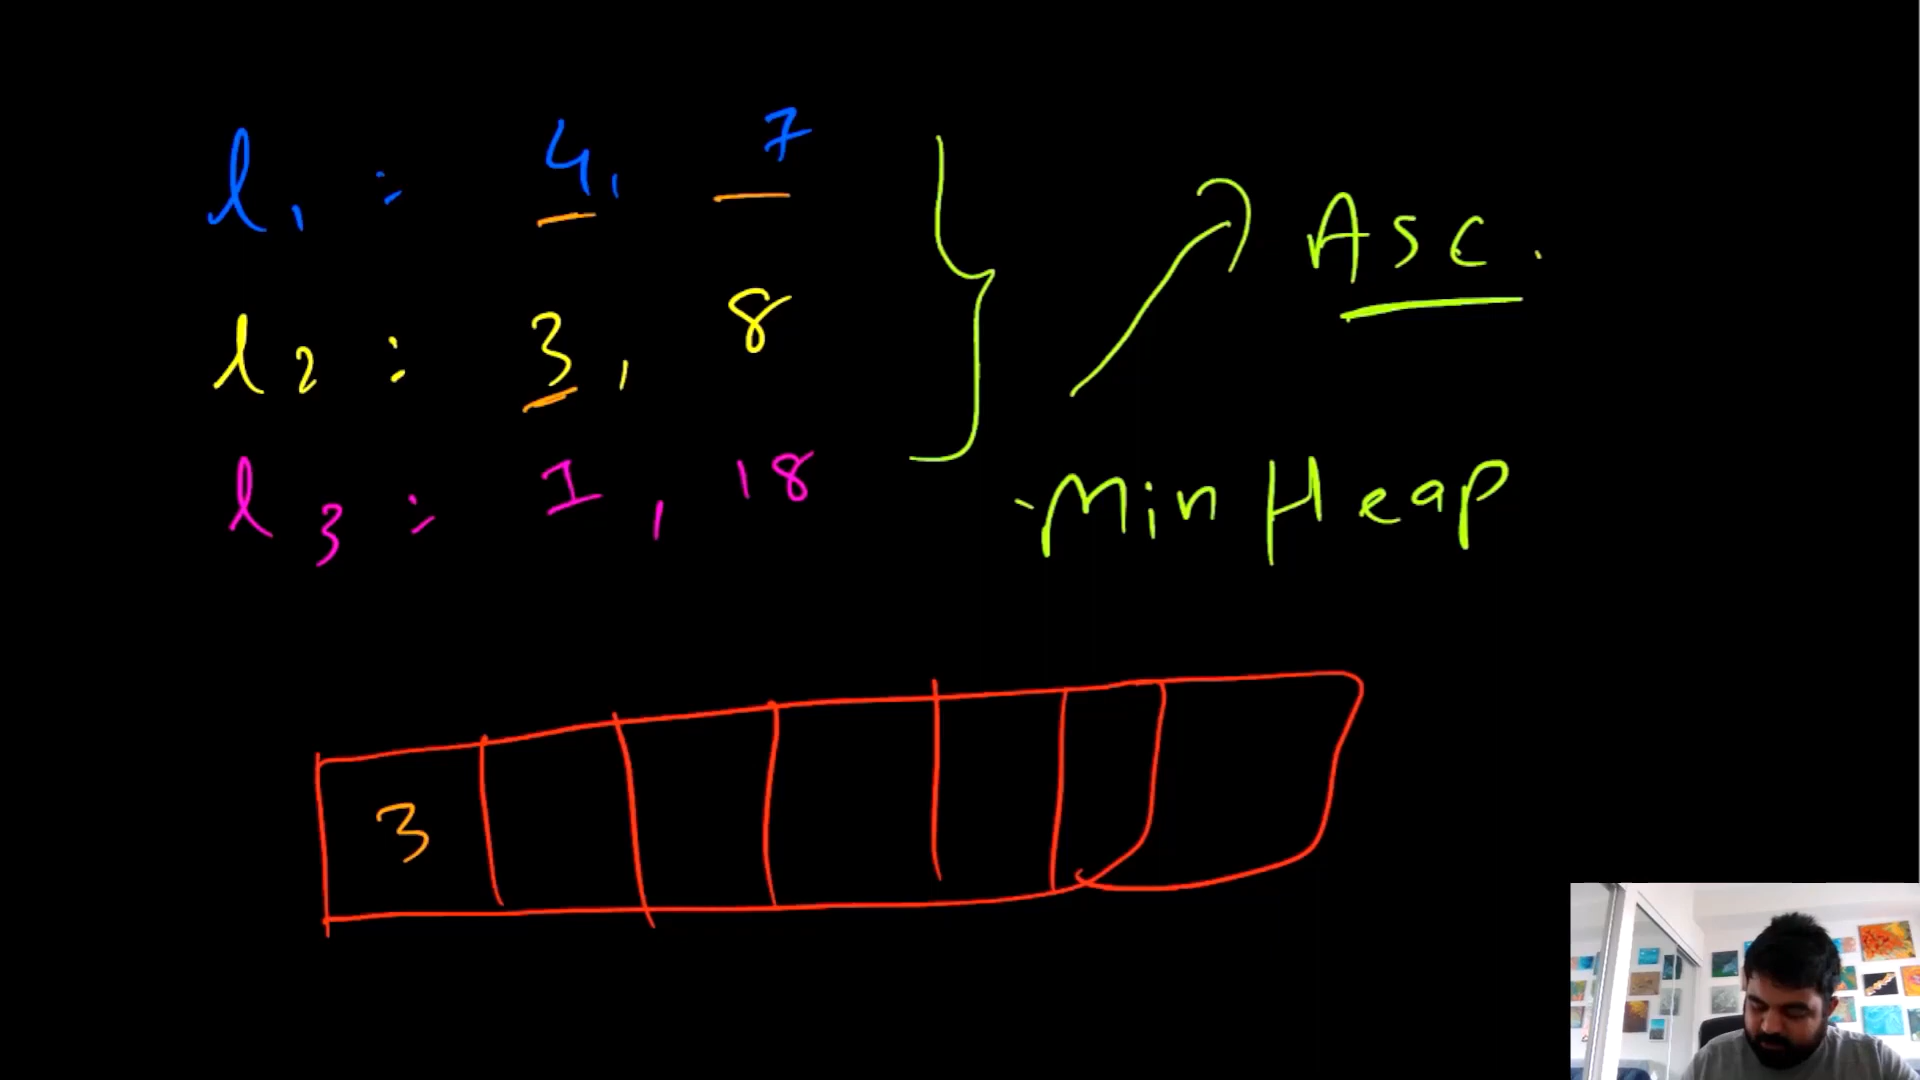 l1 : 4, 7
Asc.
l2 : 3, 8
l3 : 1, 18
Min Heap
3